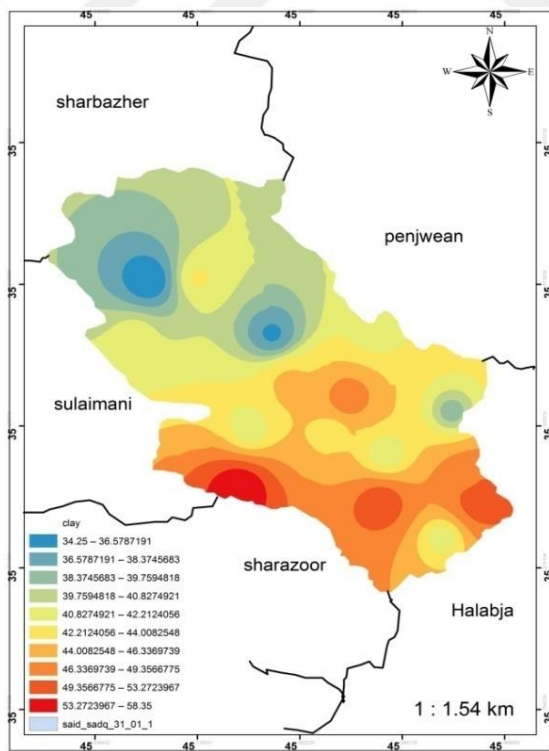 45 45 45 45 45
N
W E
S
sharbazher
35 35
penjwean
35 35
sulaimani
35 35
clay
34.25 – 36.5787191
36.5787191 – 38.3745683
38.3745683 – 39.7594818
39.7594818 – 40.8274921
40.8274921 – 42.2124056
42.2124056 – 44.0082548
44.0082548 – 46.3369739
46.3369739 – 49.3566775
49.3566775 – 53.2723967
53.2723967 – 58.35
said_sadq_31_01_1
sharazoor
35 35
Halabja
1 : 1.54 km
35 35
45 45 45 45 45